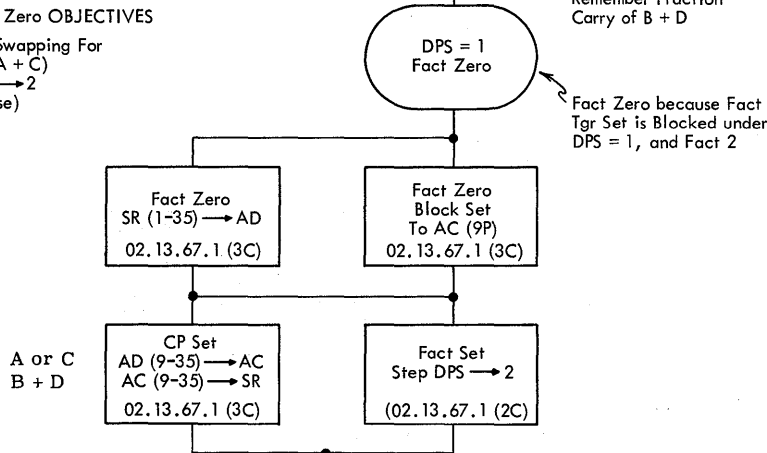 Zero OBJECTIVES
Swapping For
A + C)
→ 2
se)
Remember Fraction
Carry of B + D
DPS = 1
Fact Zero
Fact Zero because Fact
Tgr Set is Blocked under
DPS = 1, and Fact 2
Fact Zero
SR (1-35) → AD
02.13.67.1 (3C)
Fact Zero
Block Set
To AC (9P)
02.13.67.1 (3C)
A or C
B + D
CP Set
AD (9-35) → AC
AC (9-35) → SR
02.13.67.1 (3C)
Fact Set
Step DPS → 2
(02.13.67.1 (2C)